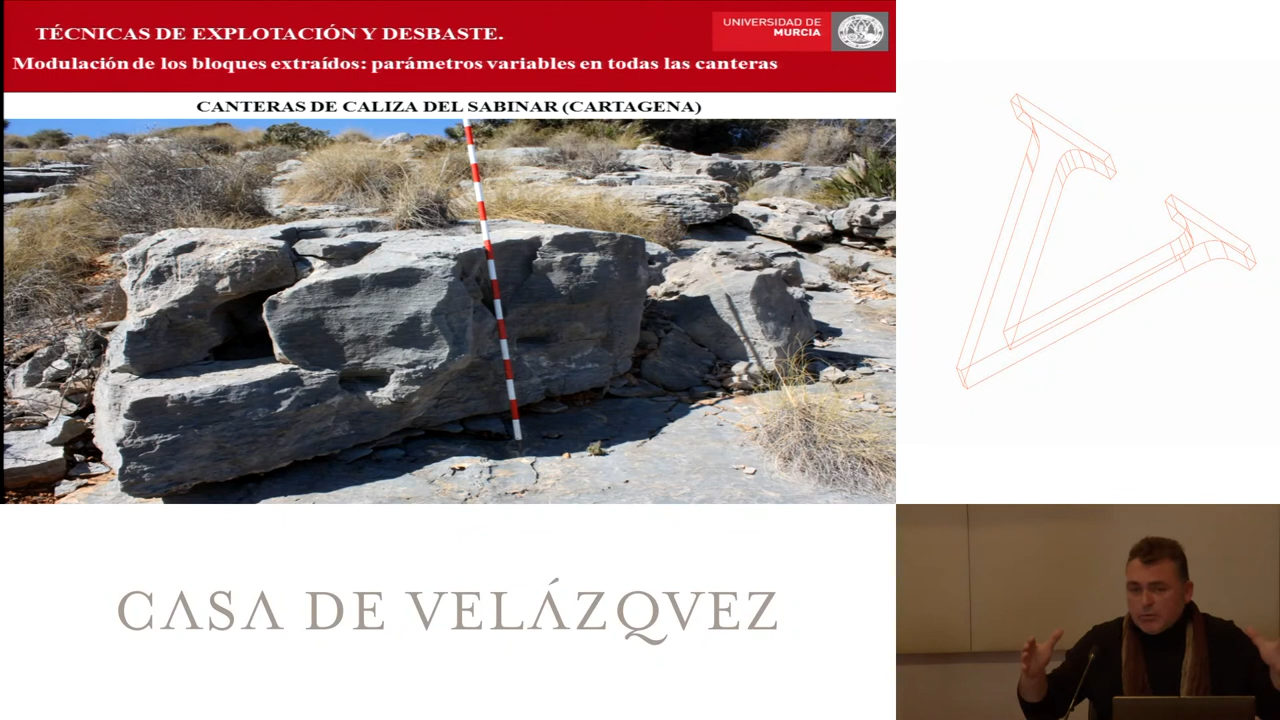 TÉCNICAS DE EXPLOTACIÓN Y DESBASTE.
Modulación de los bloques extraídos: parámetros variables en todas las canteras
UNIVERSIDAD DE
MURCIA
CANTERAS DE CALIZA DEL SABINAR (CARTAGENA)
CΛSΛ DE VELÁZQVEZ